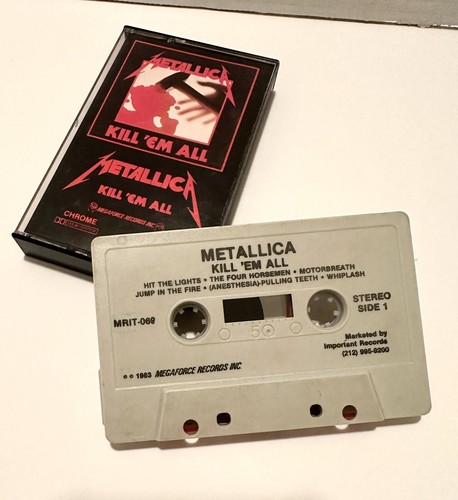 METALLICA
KILL 'EM ALL
METALLICA
KILL 'EM ALL
MEGAFORCE RECORDS INC
CHROME
METALLICA
KILL 'EM ALL
HIT THE LIGHTS • THE FOUR HORSEMEN • MOTORBREATH
JUMP IN THE FIRE • (ANESTHESIA)-PULLING TEETH • WHIPLASH
MRIT-069
50
STEREO
SIDE 1
Marketed by
Important Records
(212) 995-9200
℗ © 1983 MEGAFORCE RECORDS INC.